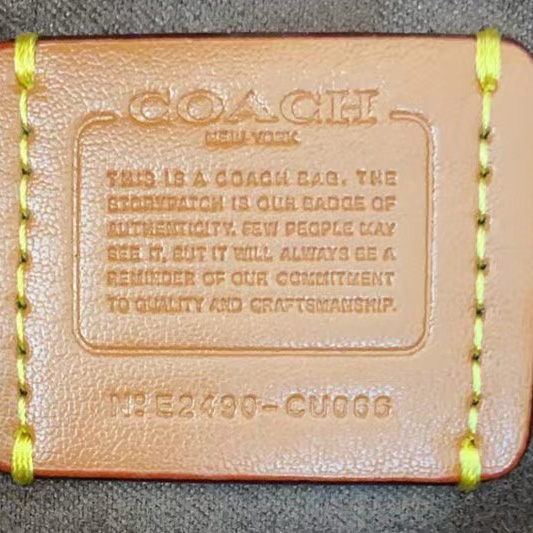 COACH
NEW YORK
THIS IS A COACH BAG. THE
STORYPATCH IS OUR BADGE OF
AUTHENTICITY. FEW PEOPLE MAY
SEE IT, BUT IT WILL ALWAYS BE A
REMINDER OF OUR COMMITMENT
TO QUALITY AND CRAFTSMANSHIP.
Nº E2490-CU066